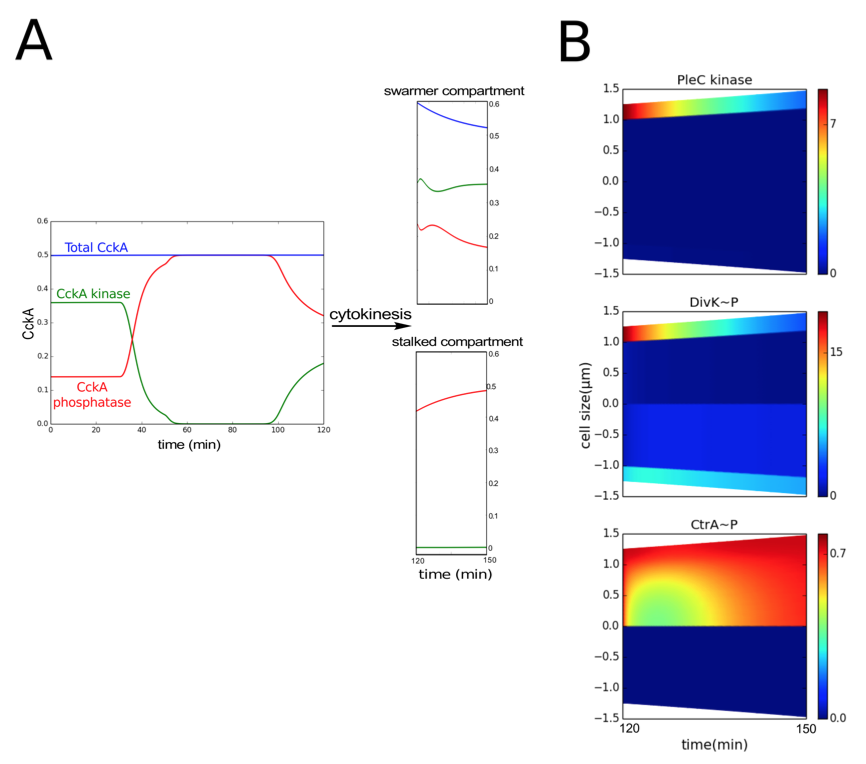 A
B
swarmer compartment
0.6
0.5
0.4
0.3
0.2
0.1
0
0.6
0.5
0.4
0.3
0.2
0.1
0.0
Total CckA
CckA kinase
CckA
phosphatase
CckA
0 20 40 60 80 100 120
time (min)
cytokinesis
stalked compartment
0.6
0.5
0.4
0.3
0.2
0.1
0
120 150
time (min)
PleC kinase
1.5
1.0
0.5
0.0
−0.5
−1.0
−1.5
7
0
DivK~P
1.5
1.0
0.5
0.0
−0.5
−1.0
−1.5
15
0
cell size(μm)
CtrA~P
1.5
1.0
0.5
0.0
−0.5
−1.0
−1.5
0.7
0.0
120 150
time(min)